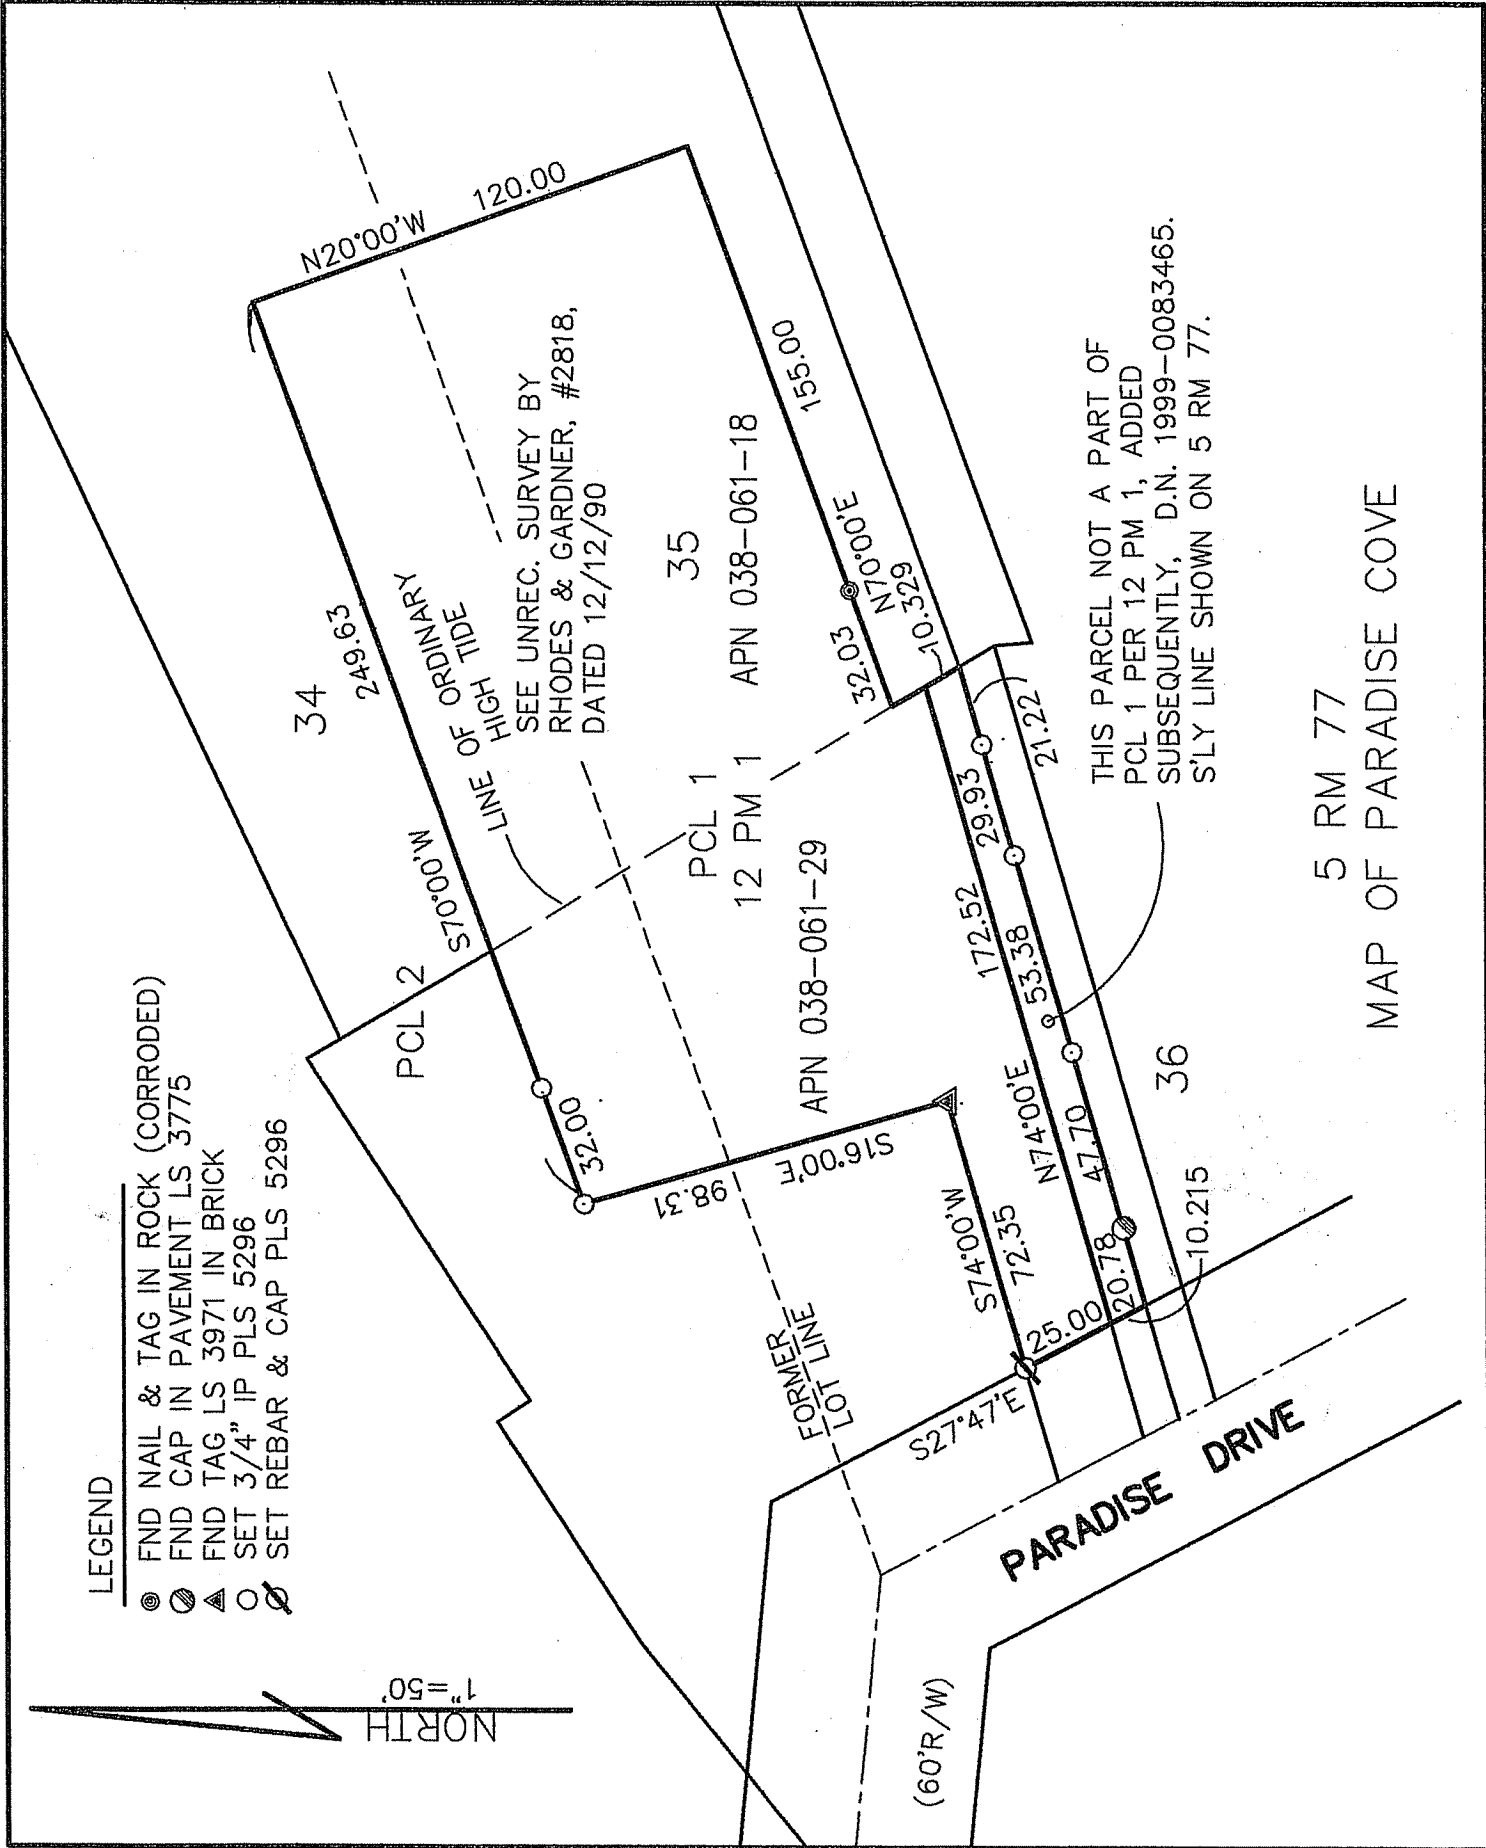 LEGEND
FND NAIL & TAG IN ROCK (CORRODED)
FND CAP IN PAVEMENT LS 3775
FND TAG LS 3971 IN BRICK
SET 3/4" IP PLS 5296
SET REBAR & CAP PLS 5296
NORTH
1"=50'
PCL 2
34
249.63
S70°00'W
N20°00'W
120.00
32.00
LINE OF ORDINARY
HIGH TIDE
SEE UNREC. SURVEY BY
RHODES & GARDNER, #2818,
DATED 12/12/90
35
APN 038-061-18
PCL 1
12 PM 1
APN 038-061-29
155.00
N70°00'E
32.03
10.329
98.31
S16°00'E
S74°00'W
72.35
172.52
N74°00'E
29.93
53.38
47.70
20.78
21.22
10.215
25.00
S27°47'E
FORMER
LOT LINE
36
THIS PARCEL NOT A PART OF
PCL 1 PER 12 PM 1, ADDED
SUBSEQUENTLY, D.N. 1999-0083465.
S'LY LINE SHOWN ON 5 RM 77.
PARADISE DRIVE
(60'R/W)
5 RM 77
MAP OF PARADISE COVE